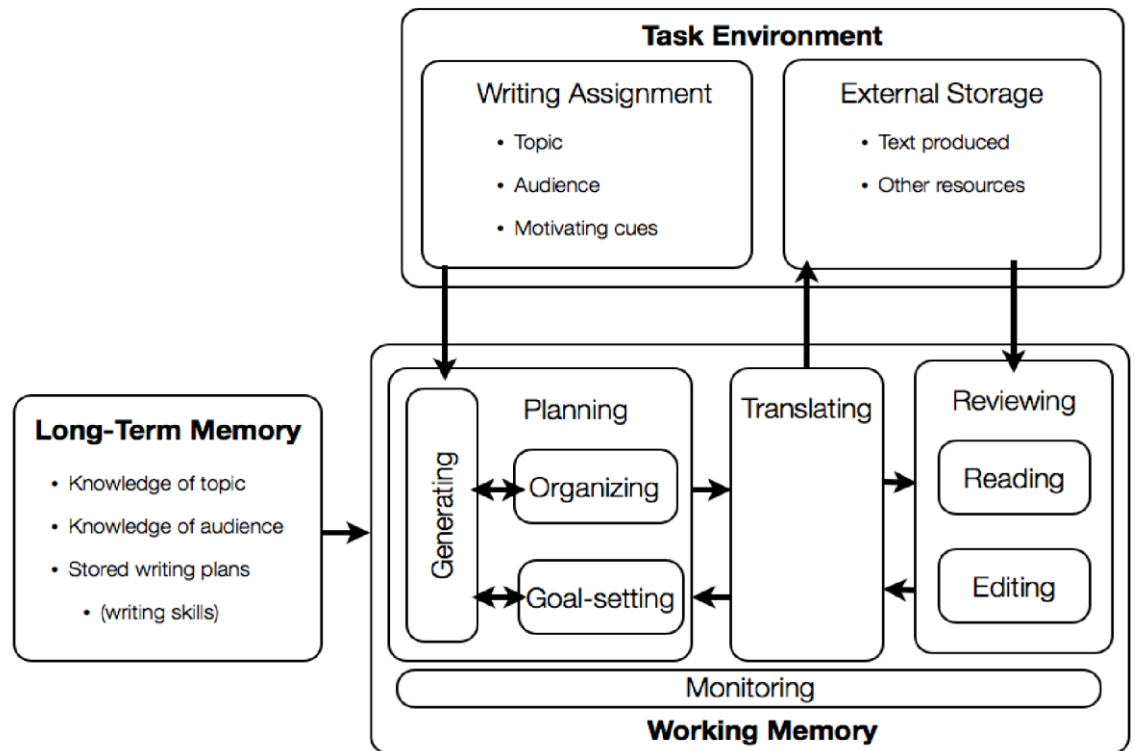 Task Environment
Writing Assignment
• Topic
• Audience
• Motivating cues
External Storage
• Text produced
• Other resources
Long-Term Memory
• Knowledge of topic
• Knowledge of audience
• Stored writing plans
• (writing skills)
Planning
Generating
Organizing
Goal-setting
Translating
Reviewing
Reading
Editing
Monitoring
Working Memory